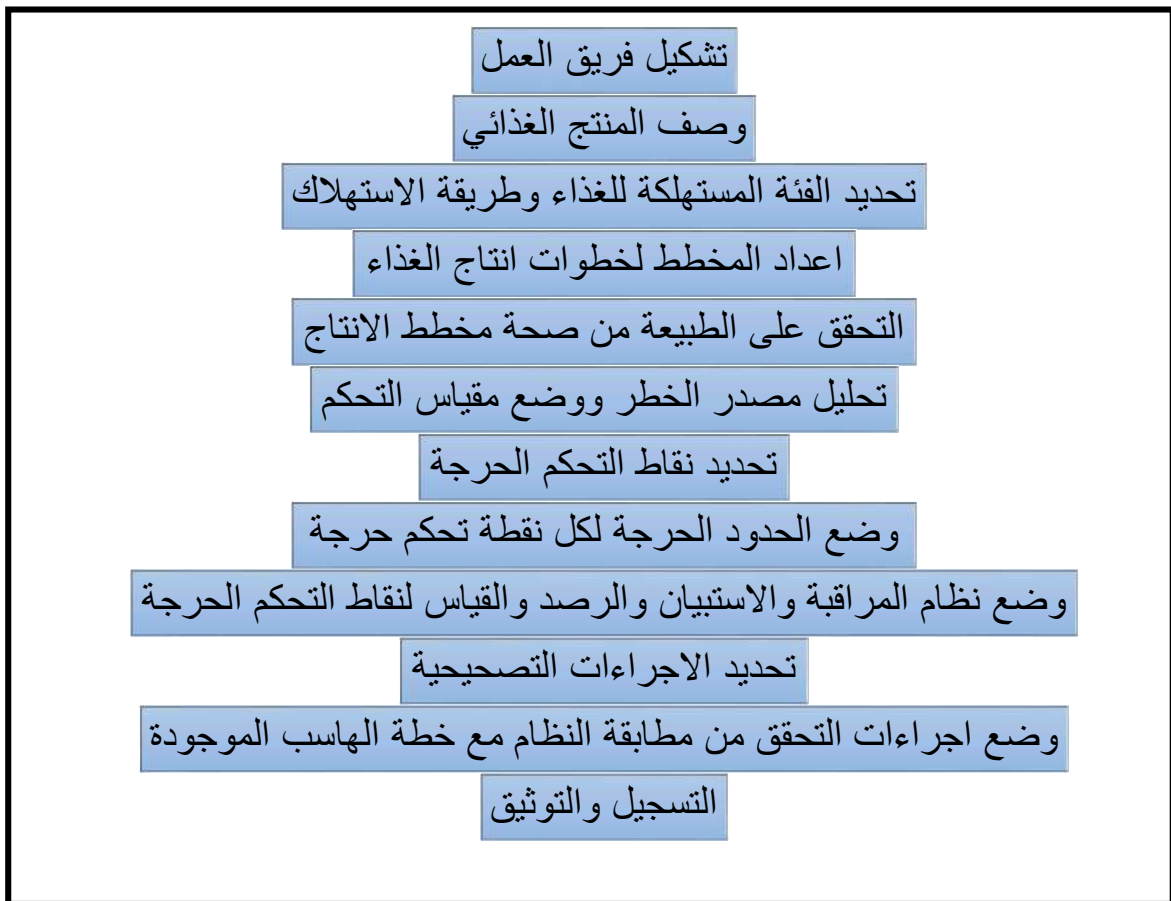 تشكيل فريق العمل
وصف المنتج الغذائي
تحديد الفئة المستهلكة للغذاء وطريقة الاستهلاك
اعداد المخطط لخطوات انتاج الغذاء
التحقق على الطبيعة من صحة مخطط الانتاج
تحليل مصدر الخطر ووضع مقياس التحكم
تحديد نقاط التحكم الحرجة
وضع الحدود الحرجة لكل نقطة تحكم حرجة
وضع نظام المراقبة والاستبيان والرصد والقياس لنقاط التحكم الحرجة
تحديد الاجراءات التصحيحية
وضع اجراءات التحقق من مطابقة النظام مع خطة الهاسب الموجودة
التسجيل والتوثيق